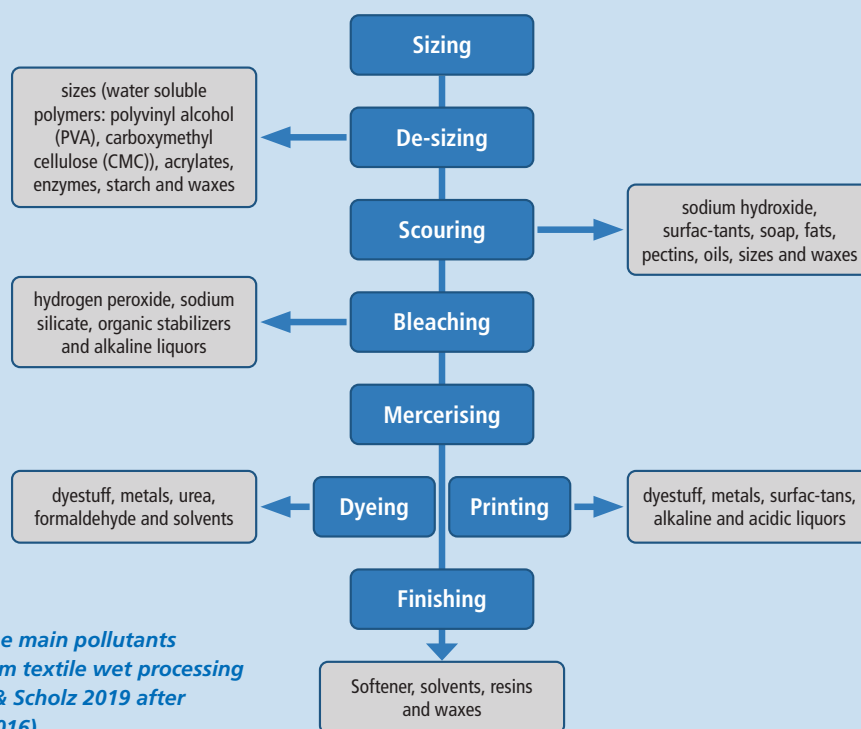 Sizing
sizes (water soluble
polymers: polyvinyl alcohol
(PVA), carboxymethyl
cellulose (CMC)), acrylates,
enzymes, starch and waxes
De-sizing
Scouring
sodium hydroxide,
surfac-tants, soap, fats,
pectins, oils, sizes and waxes
hydrogen peroxide, sodium
silicate, organic stabilizers
and alkaline liquors
Bleaching
Mercerising
dyestuff, metals, urea,
formaldehyde and solvents
Dyeing
Printing
dyestuff, metals, surfac-tans,
alkaline and acidic liquors
Finishing
Softener, solvents, resins
and waxes
main pollutants
textile wet processing
& Scholz 2019 after